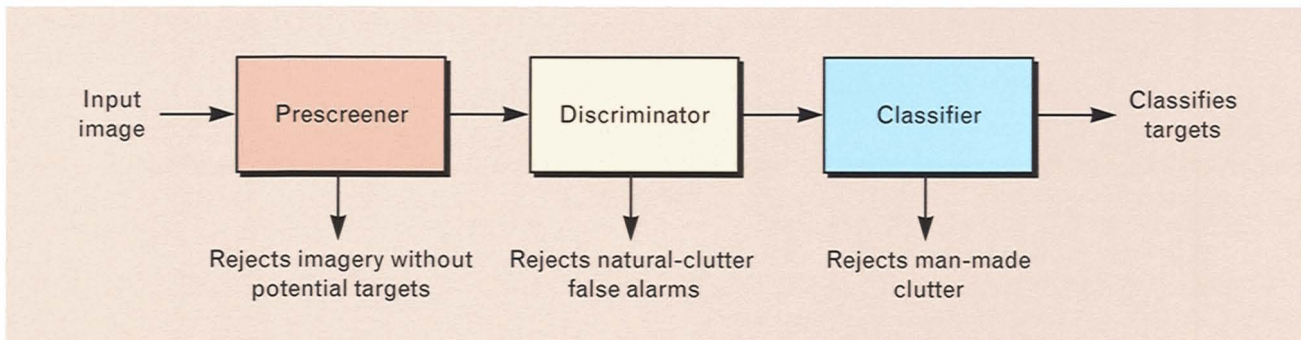 Input
image
Prescreener
Discriminator
Classifier
Classifies
targets
Rejects imagery without
potential targets
Rejects natural-clutter
false alarms
Rejects man-made
clutter